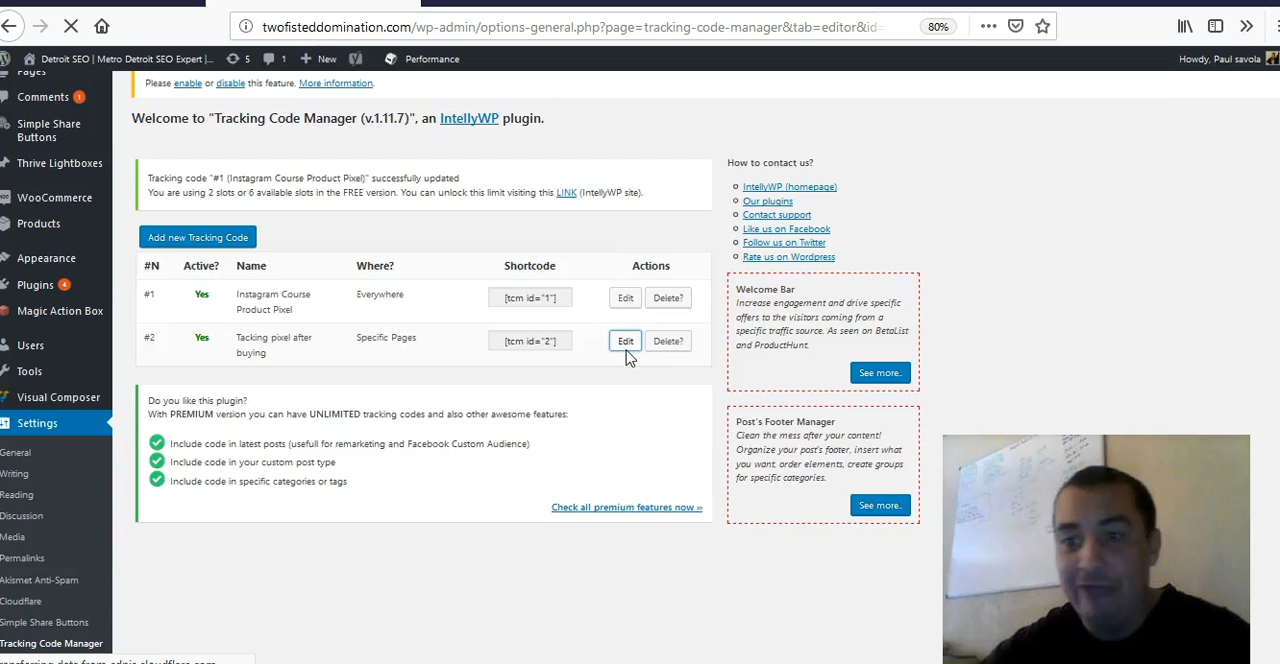 twofisteddomination.com/wp-admin/options-general.php?page=tracking-code-manager&tab=editor&id=
80%
Detroit SEO | Metro Detroit SEO Expert |... 5 1 New Performance Howdy, Paul savola
Pages
Comments 1
Simple Share Buttons
Thrive Lightboxes
WooCommerce
Products
Appearance
Plugins 4
Magic Action Box
Users
Tools
Visual Composer
Settings
General
Writing
Reading
Discussion
Media
Permalinks
Akismet Anti-Spam
Cloudflare
Simple Share Buttons
Tracking Code Manager
Please enable or disable this feature. More information.
Welcome to "Tracking Code Manager (v.1.11.7)", an IntellyWP plugin.
Tracking code "#1 (Instagram Course Product Pixel)" successfully updated
You are using 2 slots or 6 available slots in the FREE version. You can unlock this limit visiting this LINK (IntellyWP site).
Add new Tracking Code
#N Active? Name Where? Shortcode Actions
#1 Yes Instagram Course Product Pixel Everywhere [tcm id="1"] Edit Delete?
#2 Yes Tacking pixel after buying Specific Pages [tcm id="2"] Edit Delete?
Do you like this plugin?
With PREMIUM version you can have UNLIMITED tracking codes and also other awesome features:
Include code in latest posts (usefull for remarketing and Facebook Custom Audience)
Include code in your custom post type
Include code in specific categories or tags
Check all premium features now »
How to contact us?
IntellyWP (homepage)
Our plugins
Contact support
Like us on Facebook
Follow us on Twitter
Rate us on Wordpress
Welcome Bar
Increase engagement and drive specific
offers to the visitors coming from a
specific traffic source. As seen on BetaList
and ProductHunt.
See more..
Post's Footer Manager
Clean the mess after your content!
Organize your post's footer, insert what
you want, order elements, create groups
for specific categories.
See more..